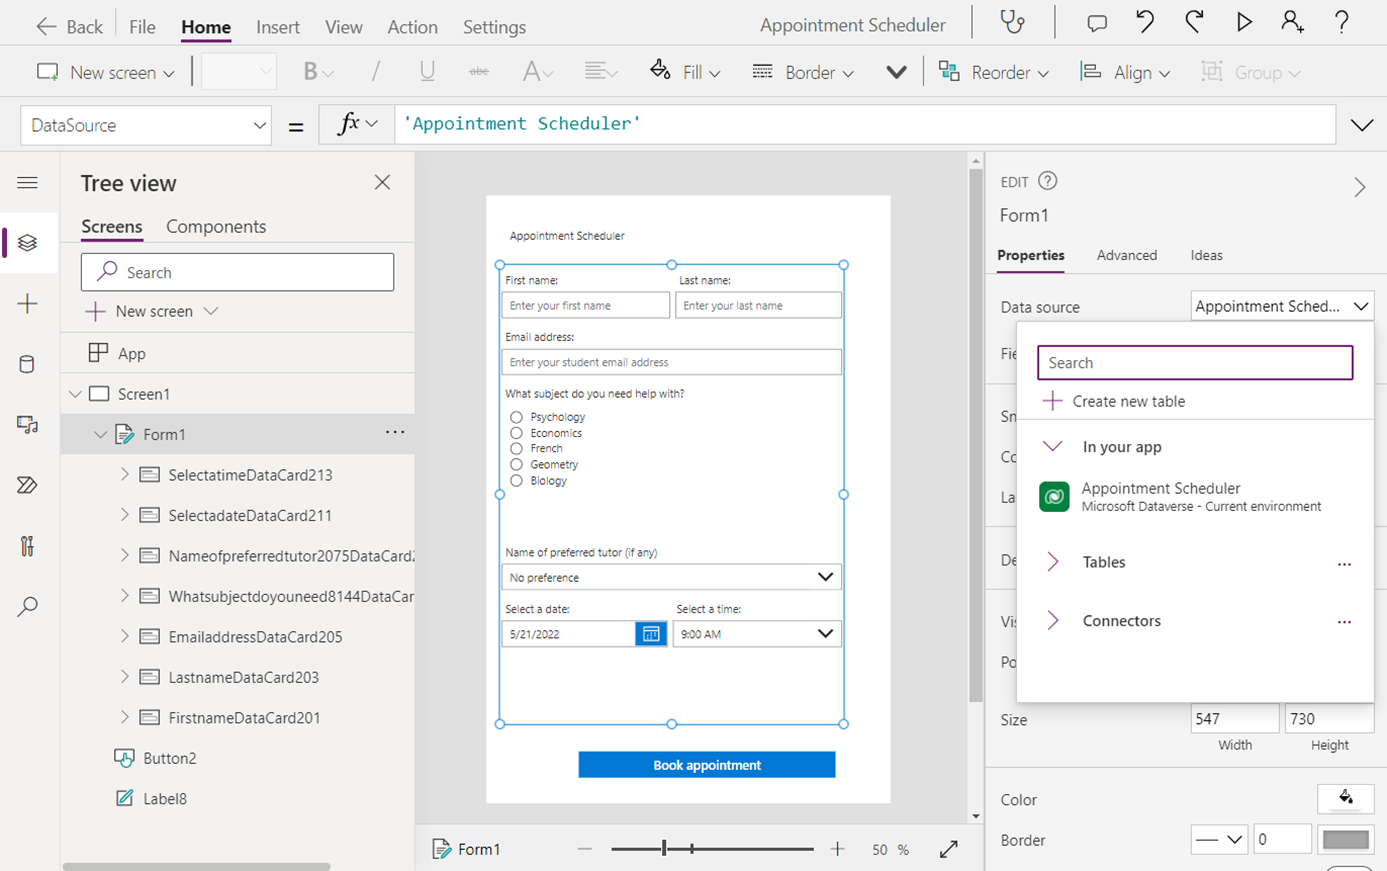 Back
File
Home
Insert
View
Action
Settings
Appointment Scheduler
?
New screen
B
/
U
abc
A
Fill
Border
Reorder
Align
Group
DataSource
=
fx
'Appointment Scheduler'
Tree view
Screens
Components
Search
New screen
App
Screen1
Form1
...
SelectatimeDataCard213
SelectadateDataCard211
Nameofpreferredtutor2075DataCard2
Whatsubjectdoyouneed8144DataCar
EmailaddressDataCard205
LastnameDataCard203
FirstnameDataCard201
Button2
Label8
Appointment Scheduler
First name:
Last name:
Enter your first name
Enter your last name
Email address:
Enter your student email address
What subject do you need help with?
Psychology
Economics
French
Geometry
Biology
Name of preferred tutor (if any)
No preference
Select a date:
Select a time:
5/21/2022
9:00 AM
Book appointment
Form1
50 %
EDIT ?
Form1
Properties
Advanced
Ideas
Data source
Appointment Sched...
Fie
Sn
Co
La
De
Vis
Po
Search
Create new table
In your app
Appointment Scheduler
Microsoft Dataverse - Current environment
Tables
...
Connectors
...
Size
547
730
Width
Height
Color
Border
0